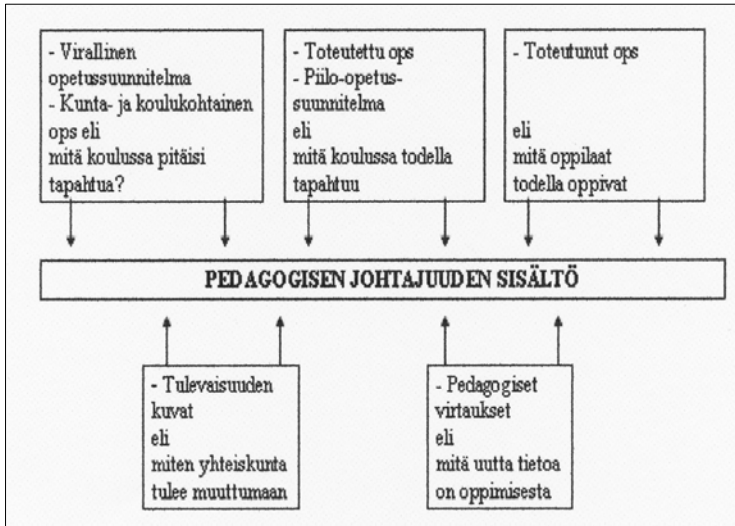 - Virallinen
opetussuunnitelma
- Kunta- ja koulukohtainen
ops eli
mitä koulussa pitäisi
tapahtua?
- Toteutettu ops
- Piilo-opetus-
suunnitelma
eli
mitä koulussa todella
tapahtuu
- Toteutunut ops
eli
mitä oppilaat
todella oppivat
PEDAGOGISEN JOHTAJUUDEN SISÄLTÖ
- Tulevaisuuden
kuvat
eli
miten yhteiskunta
tulee muuttumaan
- Pedagogiset
virtaukset
eli
mitä uutta tietoa
on oppimisesta